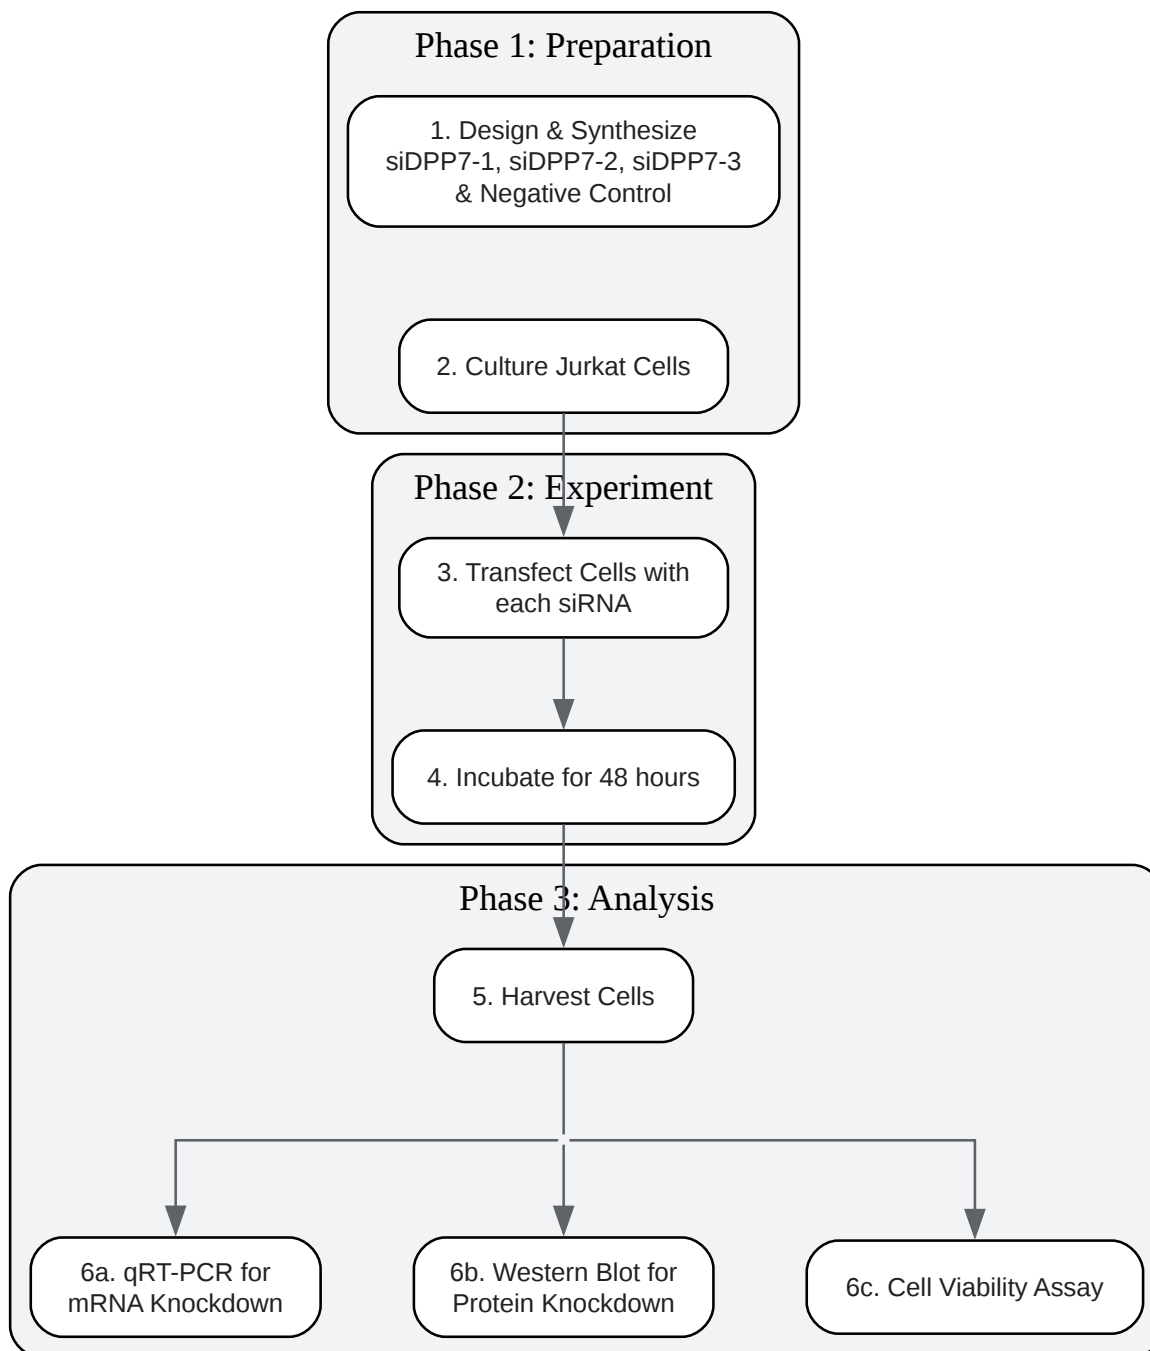 Phase 1: Preparation
1. Design & Synthesize
siDPP7-1, siDPP7-2, siDPP7-3
& Negative Control
2. Culture Jurkat Cells
Phase 2: Experiment
3. Transfect Cells with
each siRNA
4. Incubate for 48 hours
Phase 3: Analysis
5. Harvest Cells
6a. qRT-PCR for
mRNA Knockdown
6b. Western Blot for
Protein Knockdown
6c. Cell Viability Assay